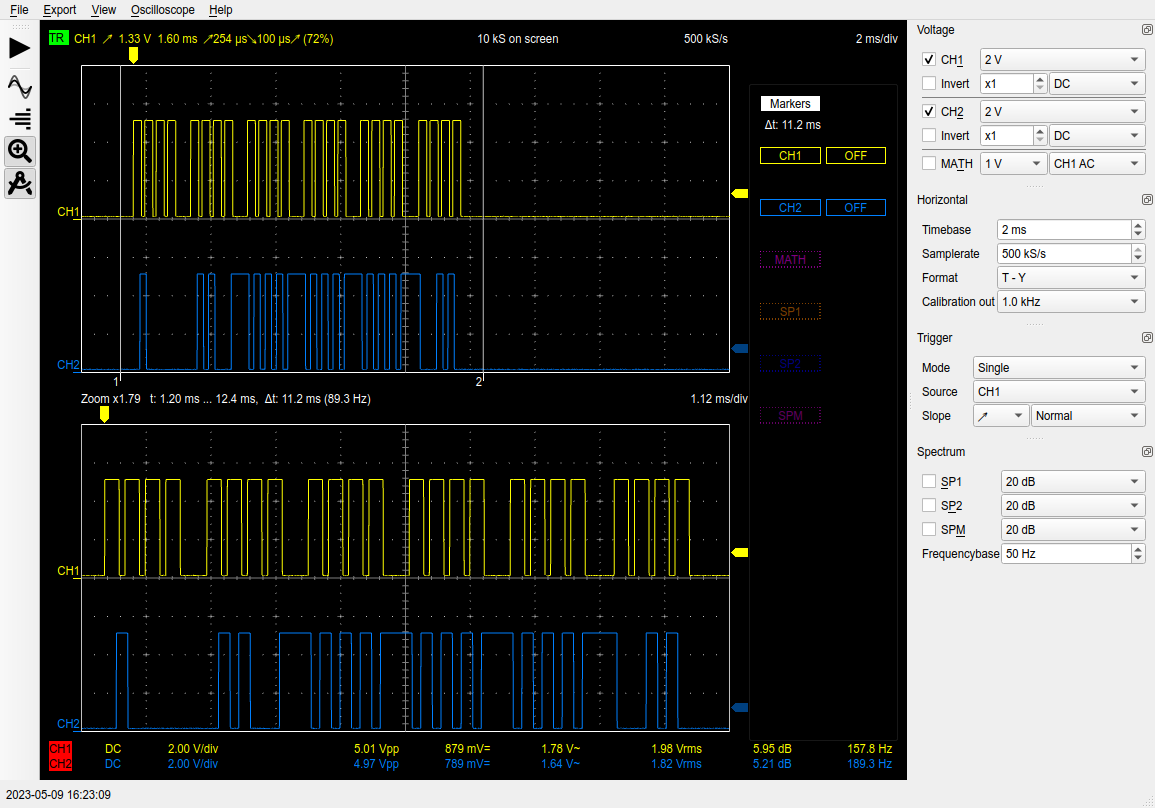 File Export View Oscilloscope Help
TR CH1 ↗ 1.33 V 1.60 ms ↗254 µs↘100 µs↗ (72%) 10 kS on screen 500 kS/s 2 ms/div
CH1
CH2
1 2
Zoom x1.79 t: 1.20 ms ... 12.4 ms, Δt: 11.2 ms (89.3 Hz) 1.12 ms/div
CH1
CH2
CH1 DC 2.00 V/div 5.01 Vpp 879 mV= 1.78 V~ 1.98 Vrms 5.95 dB 157.8 Hz
CH2 DC 2.00 V/div 4.97 Vpp 789 mV= 1.64 V~ 1.82 Vrms 5.21 dB 189.3 Hz
Markers
Δt: 11.2 ms
CH1 OFF
CH2 OFF
MATH
SP1
SP2
SPM
Voltage
CH1 2 V
Invert x1 DC
CH2 2 V
Invert x1 DC
MATH 1 V CH1 AC
Horizontal
Timebase 2 ms
Samplerate 500 kS/s
Format T - Y
Calibration out 1.0 kHz
Trigger
Mode Single
Source CH1
Slope ↗ Normal
Spectrum
SP1 20 dB
SP2 20 dB
SPM 20 dB
Frequencybase 50 Hz
2023-05-09 16:23:09